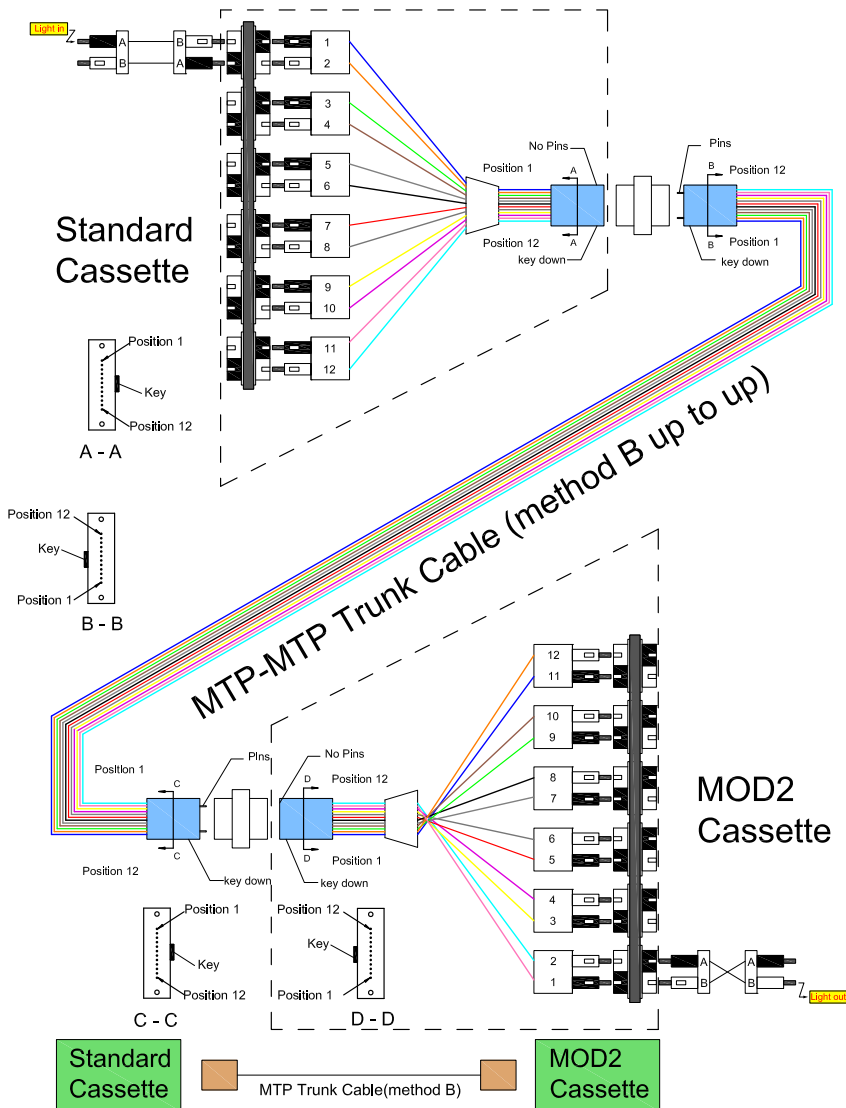 Light in
A
B
B
A
1
2
3
4
5
6
7
8
9
10
11
12
Standard
Cassette
Position 1
No Pins
A
Position 12
A
key down
Pins
B
Position 12
Position 1
B
key down
Position 1
Key
Position 12
A - A
Position 12
Key
Position 1
B - B
MTP-MTP Trunk Cable (method B up to up)
12
11
10
9
8
7
6
5
4
3
2
1
MOD2
Cassette
Position 1
C
Pins
C
Position 12
key down
No Pins
D
Position 12
D
Position 1
key down
Position 1
Key
Position 12
C - C
Position 12
Key
Position 1
D - D
A
B
A
B
Light out
Standard
Cassette
MTP Trunk Cable(method B)
MOD2
Cassette